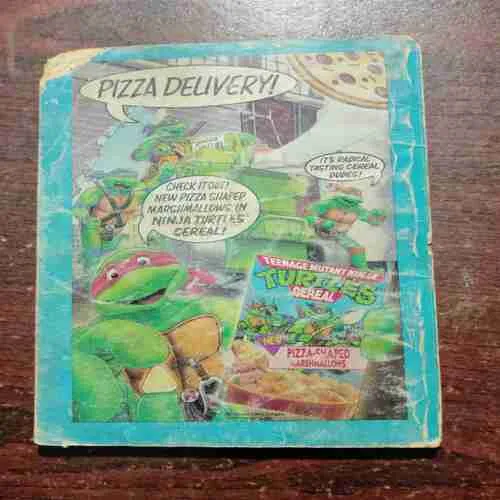 PIZZA DELIVERY!
IT'S RADICAL
TASTING CEREAL,
DUDES!
CHECK IT OUT!
NEW PIZZA SHAPED
MARSHMALLOWS IN
NINJA TURTLES
CEREAL!
TEENAGE MUTANT NINJA
TURTLES
CEREAL
NEW
PIZZA-SHAPED
MARSHMALLOWS